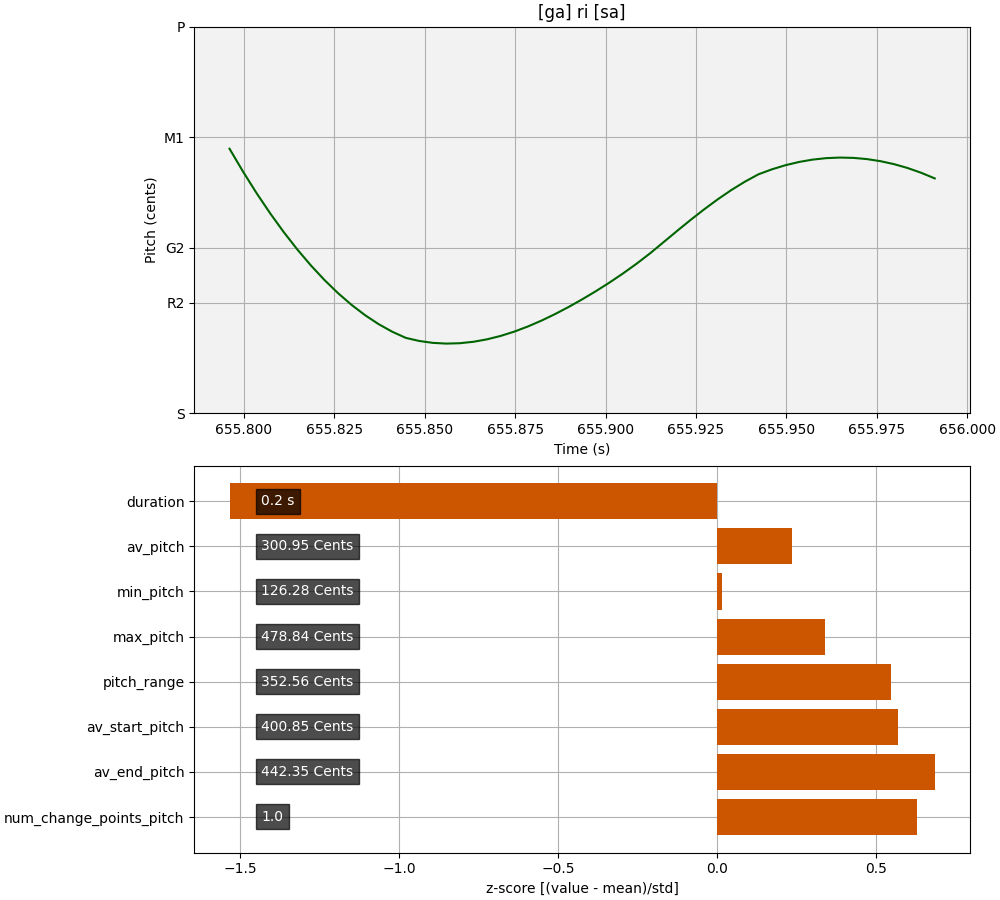 [ga] ri [sa]
P
M1
G2
R2
S
Pitch (cents)
655.800 655.825 655.850 655.875 655.900 655.925 655.950 655.975 656.000
Time (s)
duration 0.2 s
av_pitch 300.95 Cents
min_pitch 126.28 Cents
max_pitch 478.84 Cents
pitch_range 352.56 Cents
av_start_pitch 400.85 Cents
av_end_pitch 442.35 Cents
num_change_points_pitch 1.0
−1.5 −1.0 −0.5 0.0 0.5
z-score [(value - mean)/std]